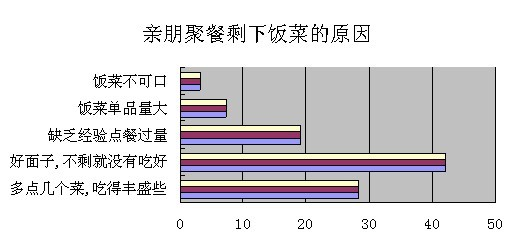 亲朋聚餐剩下饭菜的原因
饭菜不可口
饭菜单品量大
缺乏经验点餐过量
好面子,不剩就没有吃好
多点几个菜,吃得丰盛些
0 10 20 30 40 50